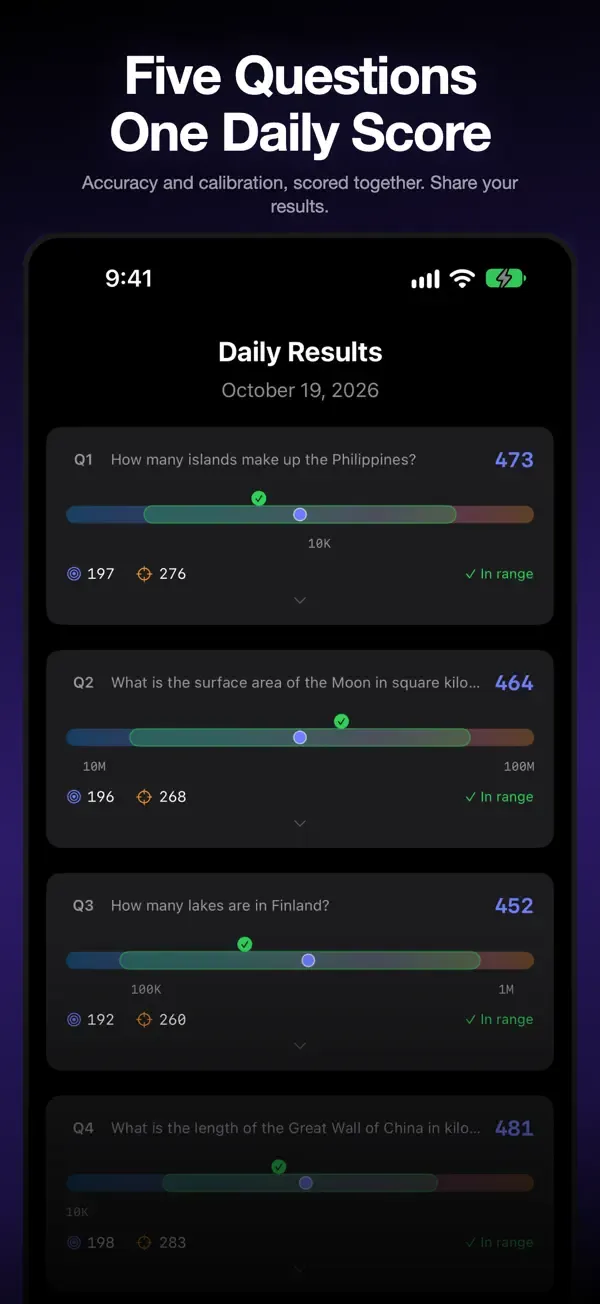 Five Questions
One Daily Score
Accuracy and calibration, scored together. Share your
results.
9:41
Daily Results
October 19, 2026
Q1 How many islands make up the Philippines? 473
10K
197 276 ✓ In range
Q2 What is the surface area of the Moon in square kilo... 464
10M 100M
196 268 ✓ In range
Q3 How many lakes are in Finland? 452
100K 1M
192 260 ✓ In range
Q4 What is the length of the Great Wall of China in kilo... 481
10K
198 283 ✓ In range